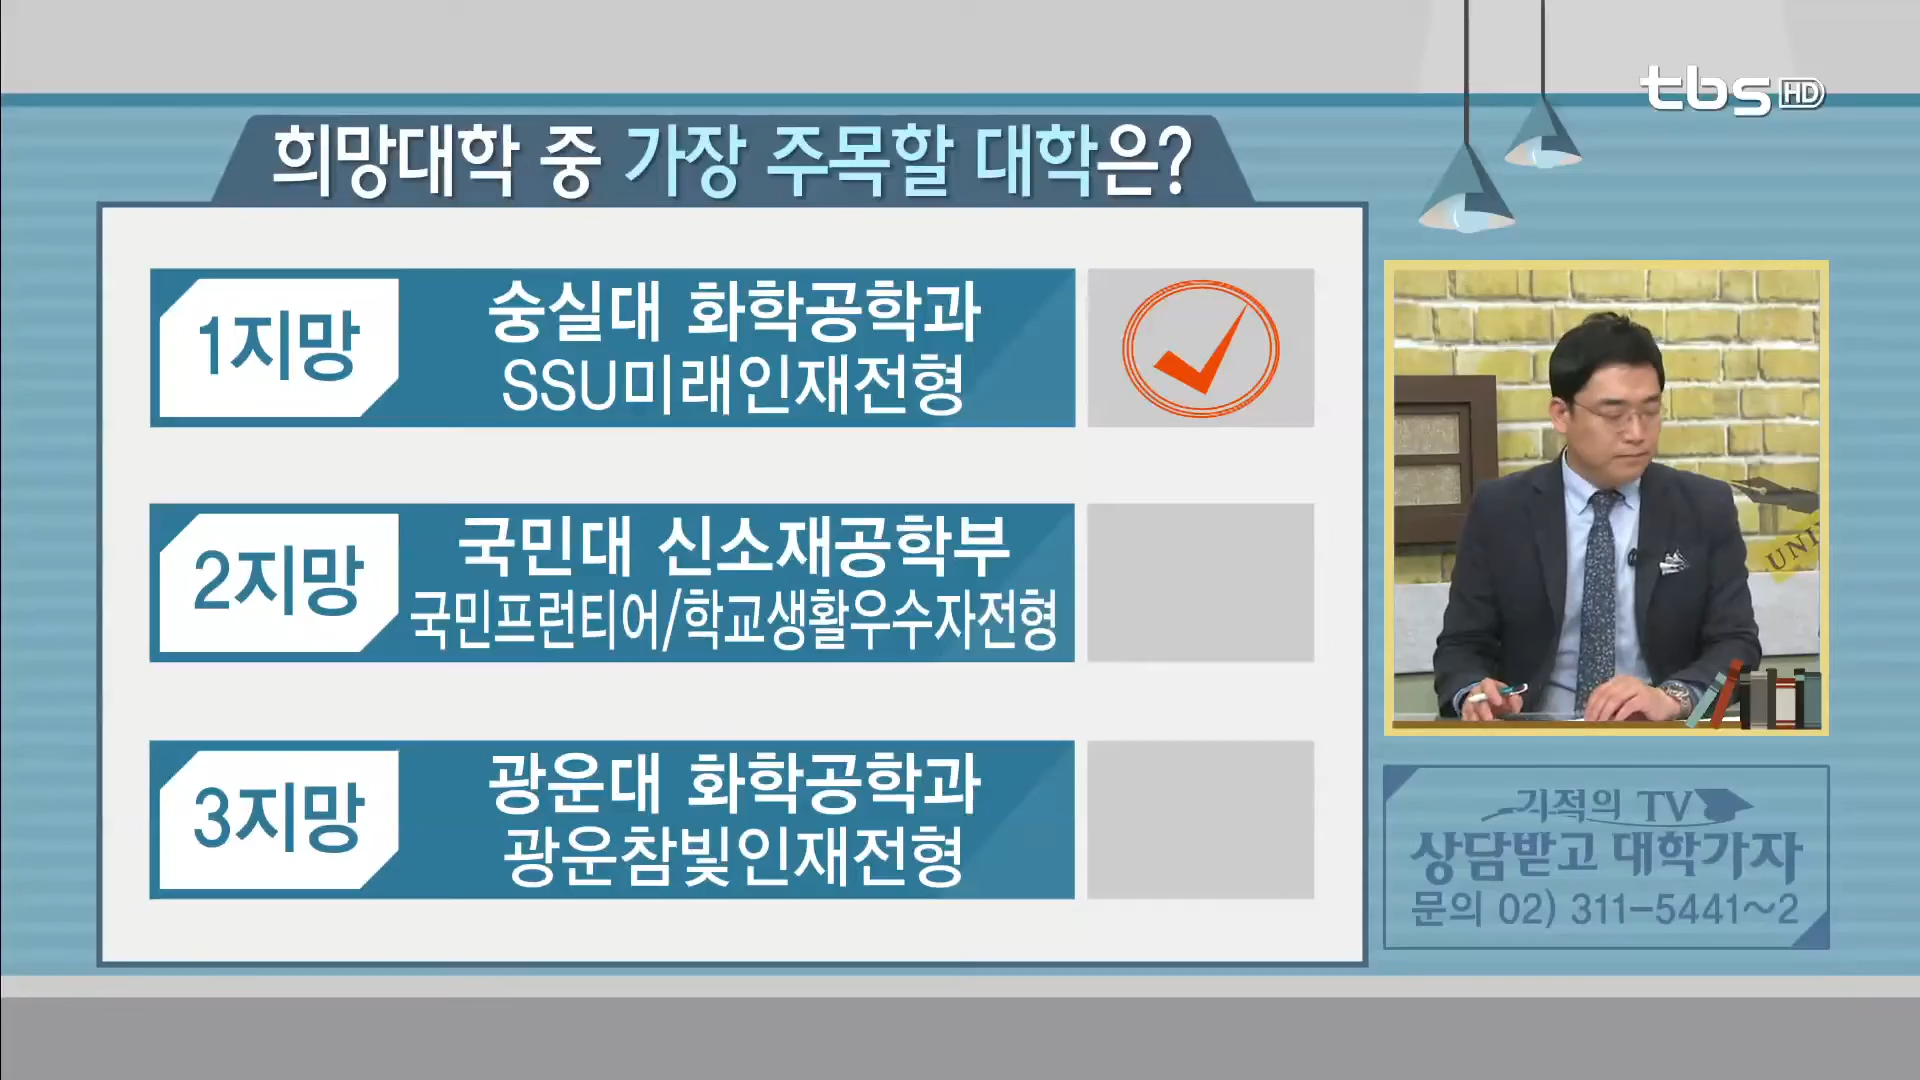 tbs HD
희망대학 중 가장 주목할 대학은?
1지망
숭실대 화학공학과
SSU미래인재전형
2지망
국민대 신소재공학부
국민프런티어/학교생활우수자전형
3지망
광운대 화학공학과
광운참빛인재전형
UNI
기적의 TV
상담받고 대학가자
문의 02) 311-5441~2